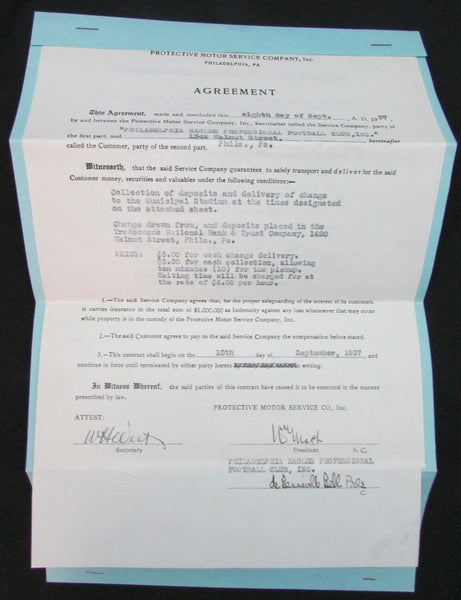 PROTECTIVE MOTOR SERVICE COMPANY, Inc.
PHILADELPHIA, PA.
AGREEMENT
This Agreement, made and concluded this eighth day of Sept. A. D. 1937,
by and between the Protective Motor Service Company, Inc., hereinafter called the Service Company, party of
"PHILADELPHIA EAGLES PROFESSIONAL FOOTBALL CLUB, INC."
the first part, and Walnut Street, hereinafter
called the Customer, party of the second part. Phila., Pa.
Witnesseth, that the said Service Company guarantees to safely transport and deliver for the said
Customer money, securities and valuables under the following conditions:—
Collection of deposits and delivery of change
to the Municipal Stadium at the times designated
on the attached sheet.
Change drawn from, and deposits placed in the
Tradesmens National Bank & Trust Company, 1420
Walnut Street, Phila., Pa.
PRICE: $5.00 for each change delivery.
$5.00 for each collection, allowing
ten minutes (10) for the pickup.
Waiting time will be charged for at
the rate of $4.00 per hour.
1.—The said Service Company agrees that, for the proper safeguarding of the interest of its customers
it carries insurance in the total sum of $1,000,000 as Indemnity against any loss whatsoever that may occur
while property is in the custody of the Protective Motor Service Company, Inc.
2.—The said Customer agrees to pay to the said Service Company the compensation before stated.
3.—This contract shall begin on the 10th day of September, 1937 and
continue in force until terminated by either party hereto in writing.
In Witness Whereof, the said parties of this contract have caused it to be executed in the manner
prescribed by law.
PROTECTIVE MOTOR SERVICE CO., Inc.
ATTEST:
Secretary
President S. C.
PHILADELPHIA EAGLES PROFESSIONAL
FOOTBALL CLUB, INC.
de Benneville Bell Pres
C.